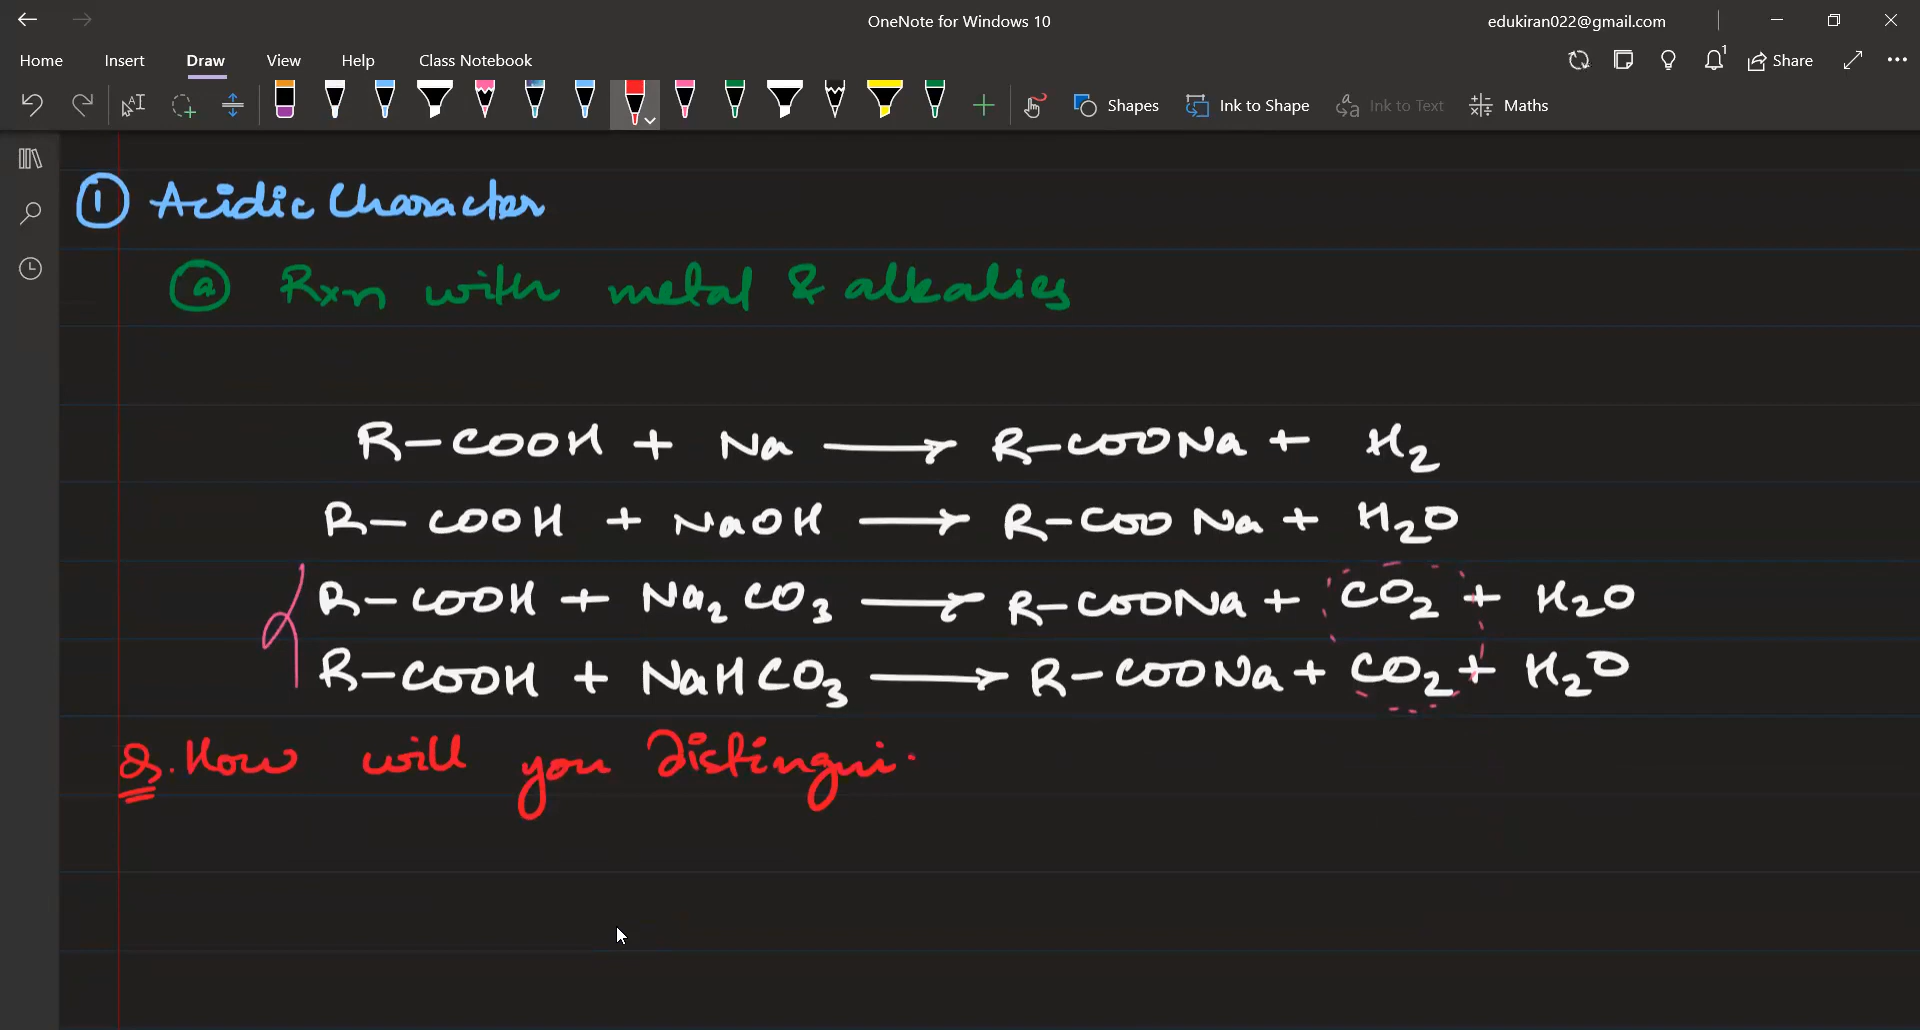 OneNote for Windows 10
edukiran022@gmail.com
Home Insert Draw View Help Class Notebook
1 Share
Shapes Ink to Shape Ink to Text Maths
① Acidic Character
ⓐ Rxn with metal & alkalies
R-COOH + Na ⟶ R-COONa + H₂
R-COOH + NaOH ⟶ R-COONa + H₂O
R-COOH + Na₂CO₃ ⟶ R-COONa + CO₂ + H₂O
R-COOH + NaHCO₃ ⟶ R-COONa + CO₂ + H₂O
Q. How will you Distingui